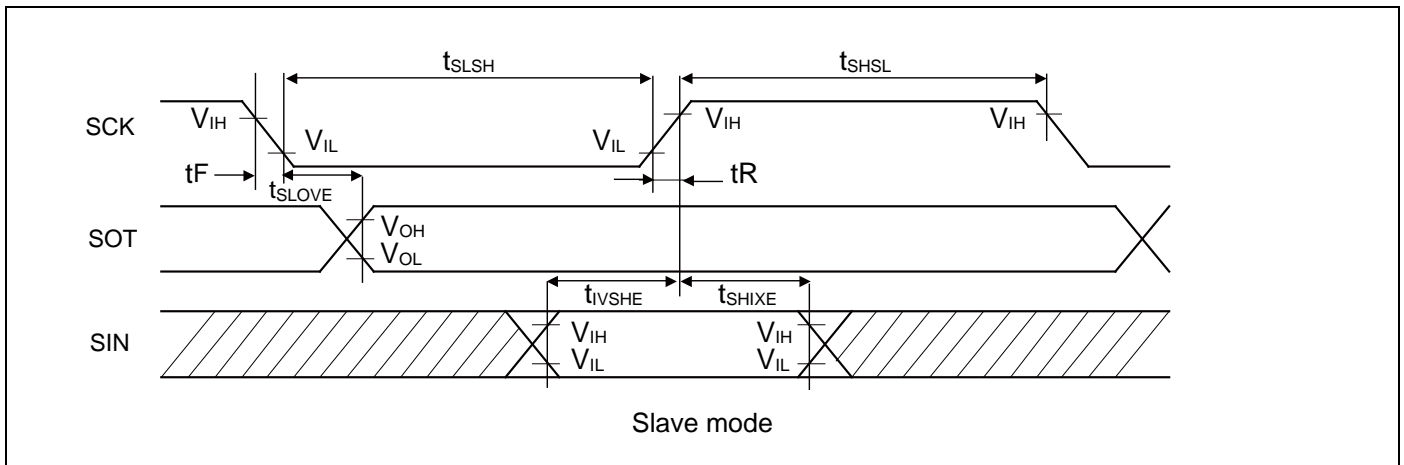 tSLSH
tSHSL
SCK
VIH
VIL
VIL
VIH
VIH
tF
tSLOVE
tR
SOT
VOH
VOL
tIVSHE
tSHIXE
SIN
VIH
VIL
VIH
VIL
Slave mode